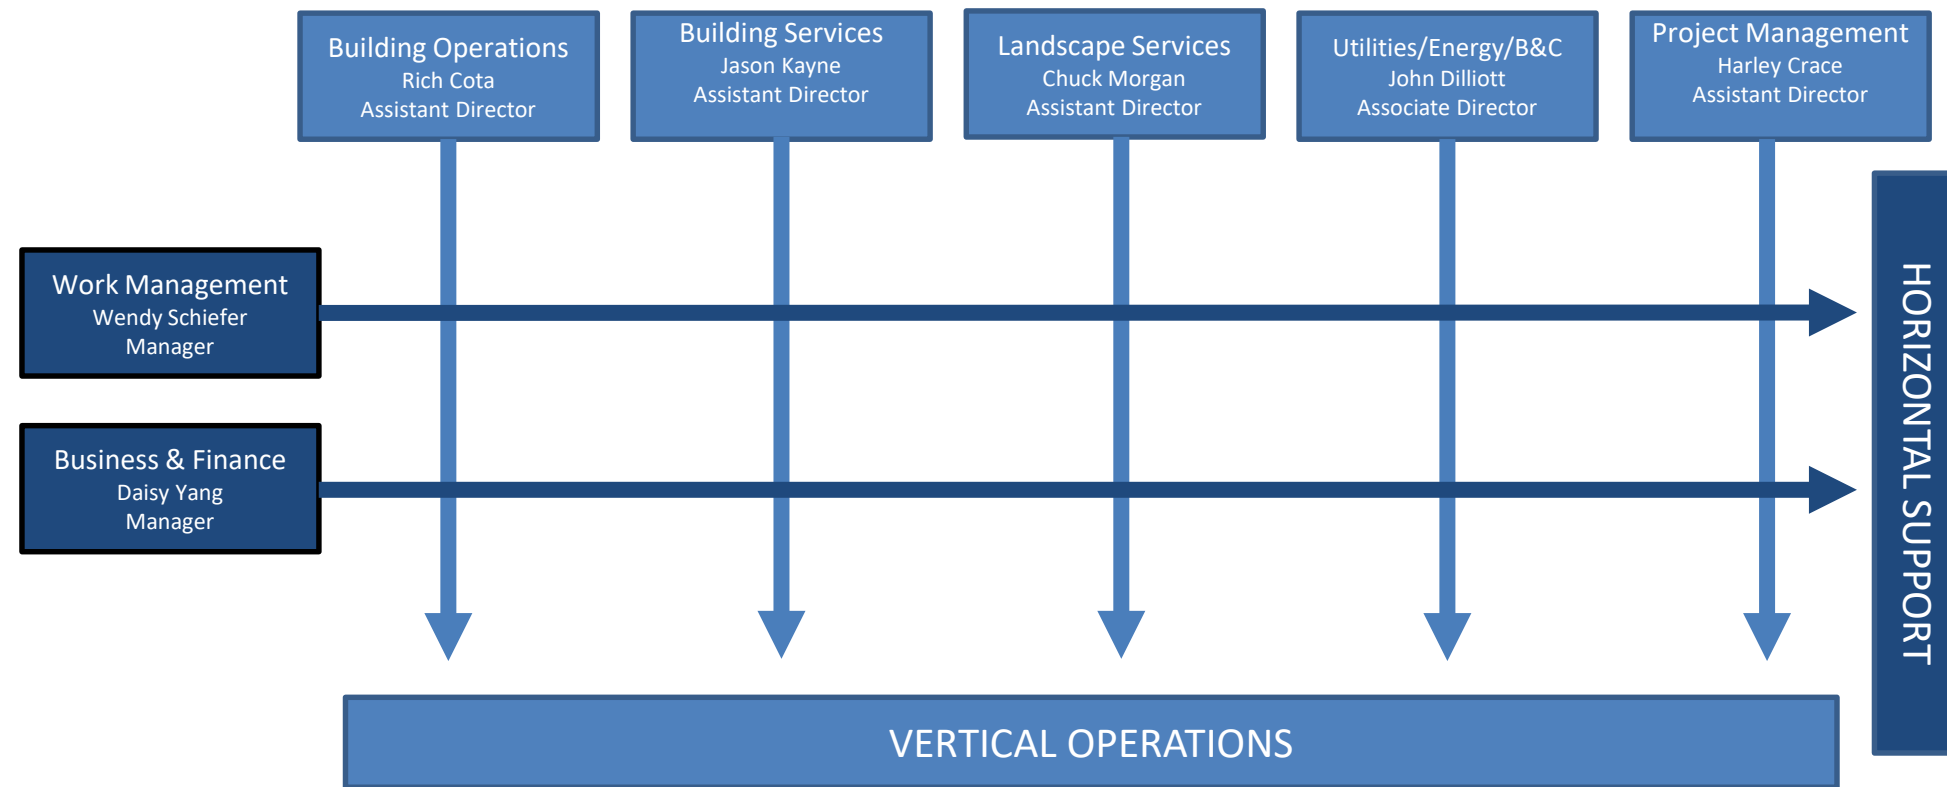 Building Operations
Rich Cota
Assistant Director
Building Services
Jason Kayne
Assistant Director
Landscape Services
Chuck Morgan
Assistant Director
Utilities/Energy/B&C
John Dilliott
Associate Director
Project Management
Harley Crace
Assistant Director
Work Management
Wendy Schiefer
Manager
Business & Finance
Daisy Yang
Manager
HORIZONTAL SUPPORT
VERTICAL OPERATIONS